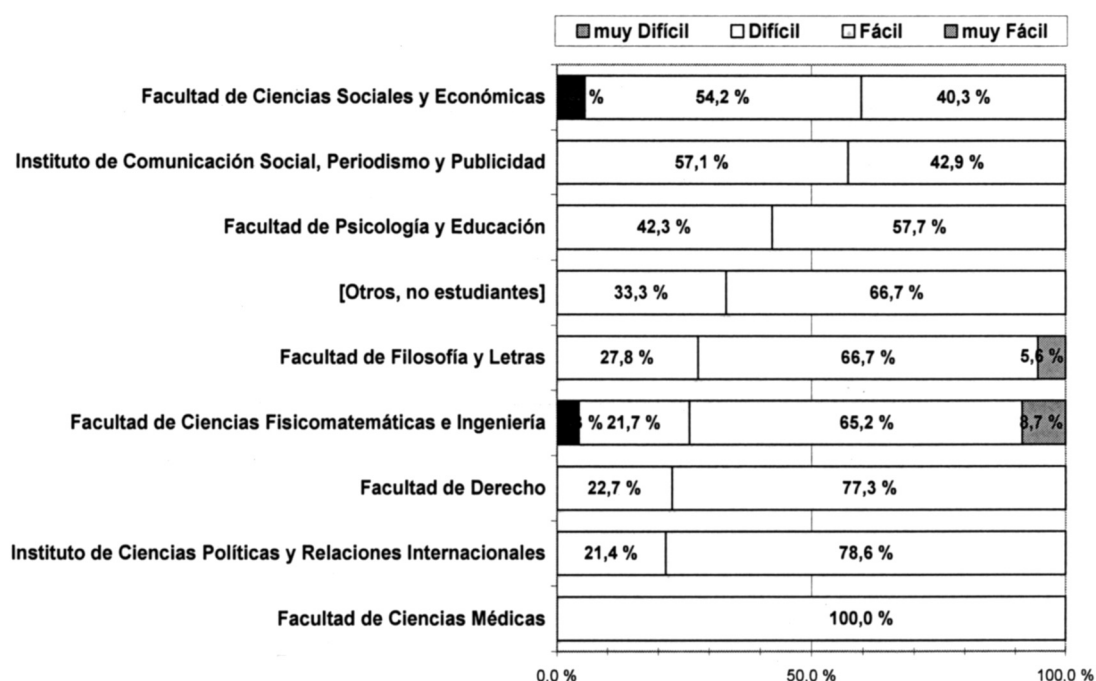 muy Difícil Difícil Fácil muy Fácil
Facultad de Ciencias Sociales y Económicas % 54,2 % 40,3 %
Instituto de Comunicación Social, Periodismo y Publicidad 57,1 % 42,9 %
Facultad de Psicología y Educación 42,3 % 57,7 %
[Otros, no estudiantes] 33,3 % 66,7 %
Facultad de Filosofía y Letras 27,8 % 66,7 % 5,6 %
Facultad de Ciencias Fisicomatemáticas e Ingeniería % 21,7 % 65,2 % 8,7 %
Facultad de Derecho 22,7 % 77,3 %
Instituto de Ciencias Políticas y Relaciones Internacionales 21,4 % 78,6 %
Facultad de Ciencias Médicas 100,0 %
0,0 % 50,0 % 100,0 %